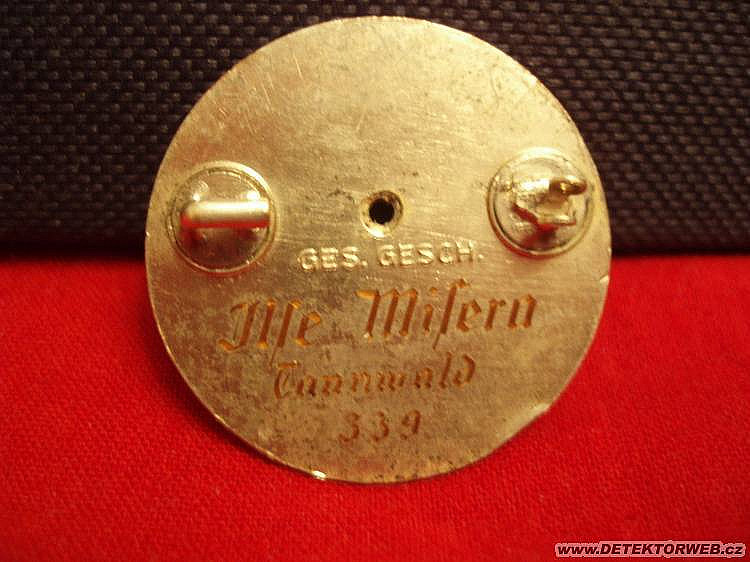 GES. GESCH.
Ilse Misera
Tannwald
339
www.DETEKTORWEB.cz